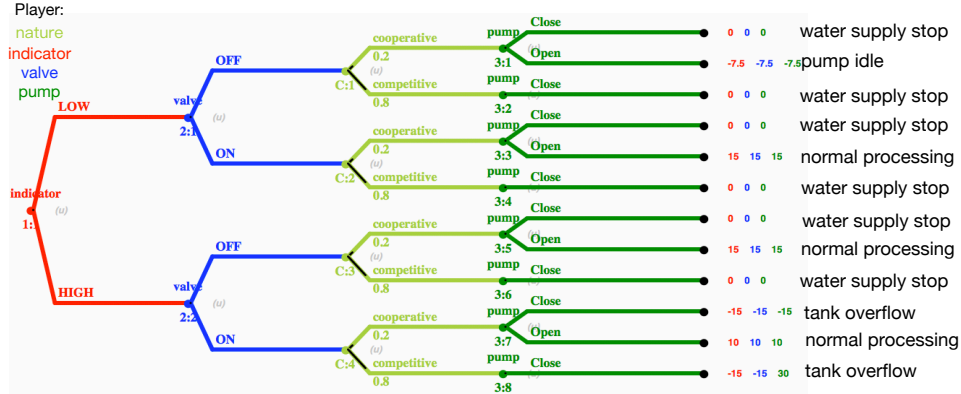 Player:
nature
indicator
valve
pump
indicator
1:1
(u)
LOW
HIGH
valve
2:1
(u)
OFF
ON
valve
2:2
(u)
OFF
ON
C:1
(u)
cooperative
0.2
competitive
0.8
C:2
(u)
cooperative
0.2
competitive
0.8
C:3
(u)
cooperative
0.2
competitive
0.8
C:4
(u)
cooperative
0.2
competitive
0.8
pump
3:1
(u)
Close
0 0 0 water supply stop
Open
-7.5 -7.5 -7.5 pump idle
pump
3:2
(u)
Close
0 0 0 water supply stop
pump
3:3
(u)
Close
0 0 0 water supply stop
Open
15 15 15 normal processing
pump
3:4
(u)
Close
0 0 0 water supply stop
pump
3:5
(u)
Close
0 0 0 water supply stop
Open
15 15 15 normal processing
pump
3:6
(u)
Close
0 0 0 water supply stop
pump
3:7
(u)
Close
-15 -15 -15 tank overflow
Open
10 10 10 normal processing
pump
3:8
(u)
Close
-15 -15 30 tank overflow